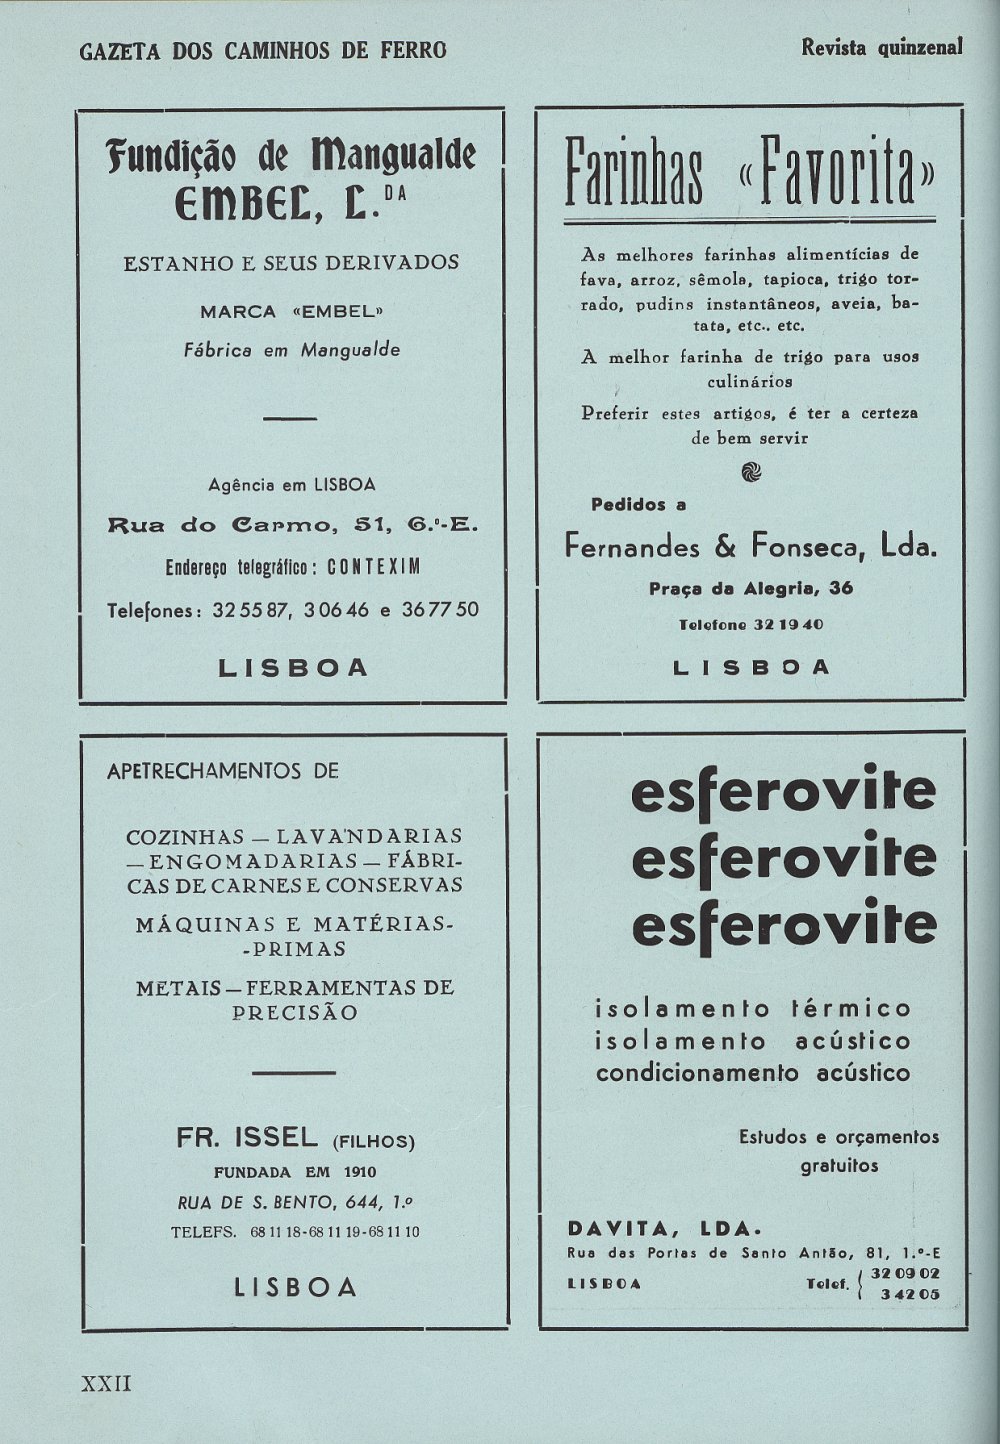 GAZETA DOS CAMINHOS DE FERRO
Revista quinzenal
Fundição de Mangualde
EMBEL, L.DA
ESTANHO E SEUS DERIVADOS
MARCA «EMBEL»
Fábrica em Mangualde
Agência em LISBOA
Rua do Carmo, 51, 6.º-E.
Endereço telegráfico: CONTEXIM
Telefones: 32 55 87, 3 06 46 e 36 77 50
LISBOA
Farinhas «Favorita»
As melhores farinhas alimentícias de
fava, arroz, sêmola, tapioca, trigo tor-
rado, pudins instantâneos, aveia, ba-
tata, etc.. etc.
A melhor farinha de trigo para usos
culinários
Preferir estes artigos, é ter a certeza
de bem servir
Pedidos a
Fernandes & Fonseca, Lda.
Praça da Alegria, 36
Telefone 32 19 40
LISBOA
APETRECHAMENTOS DE
COZINHAS — LAVANDARIAS
— ENGOMADARIAS — FÁBRI-
CAS DE CARNES E CONSERVAS
MÁQUINAS E MATÉRIAS-
-PRIMAS
METAIS — FERRAMENTAS DE
PRECISÃO
FR. ISSEL (FILHOS)
FUNDADA EM 1910
RUA DE S. BENTO, 644, 1.º
TELEFS. 68 11 18-68 11 19-68 11 10
LISBOA
esferovite
esferovite
esferovite
isolamento térmico
isolamento acústico
condicionamento acústico
Estudos e orçamentos
gratuitos
DAVITA, LDA.
Rua das Portas de Santo Antão, 81, 1.º-E
LISBOA Telef. { 32 09 02
3 42 05
XXII